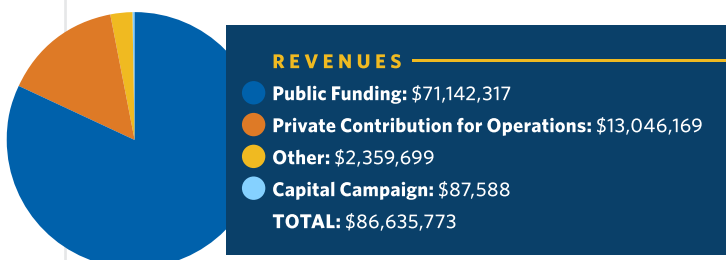 REVENUES
Public Funding: $71,142,317
Private Contribution for Operations: $13,046,169
Other: $2,359,699
Capital Campaign: $87,588
TOTAL: $86,635,773